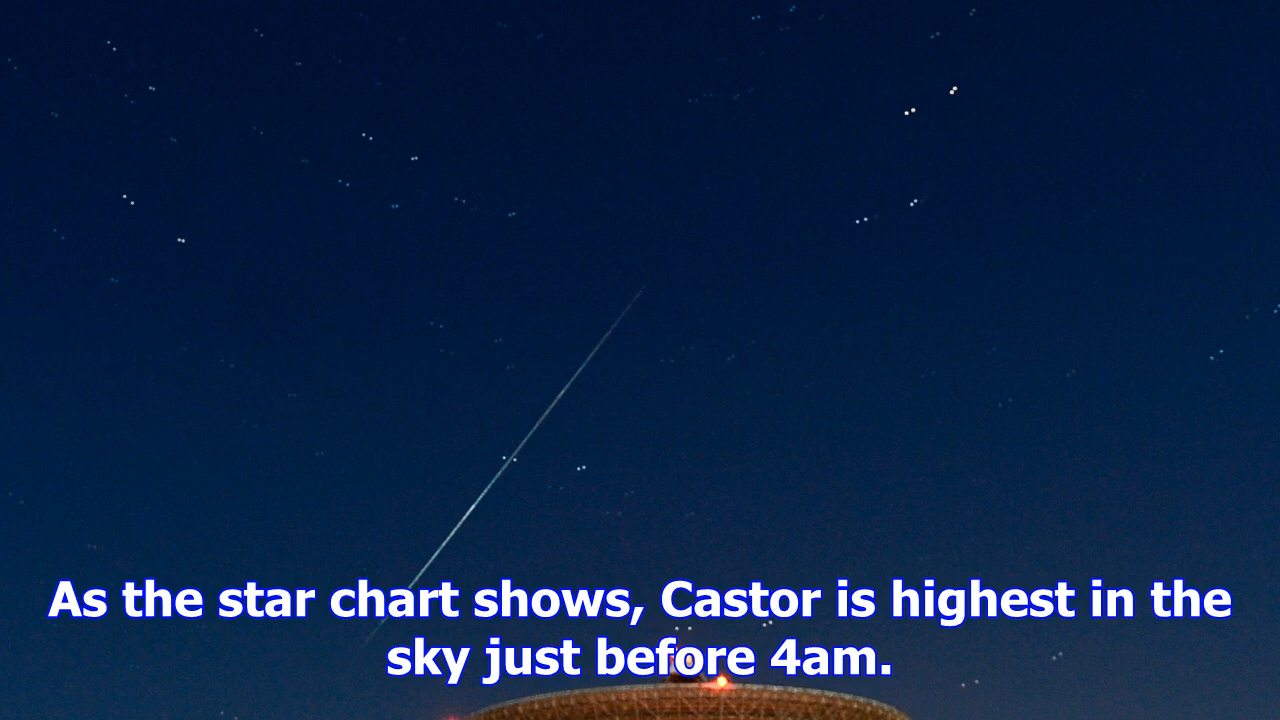 As the star chart shows, Castor is highest in the
sky just before 4am.